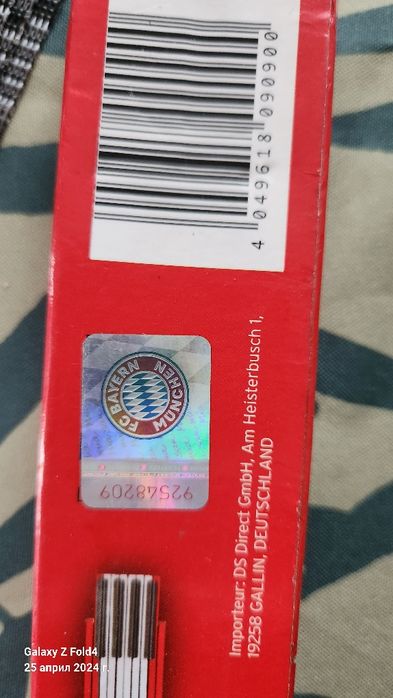 4 049618 090900
FC BAYERN MÜNCHEN
92548209
Importeur: DS Direct GmbH, Am Heisterbusch 1,
19258 GALLIN, DEUTSCHLAND
Galaxy Z Fold4
25 април 2024 г.